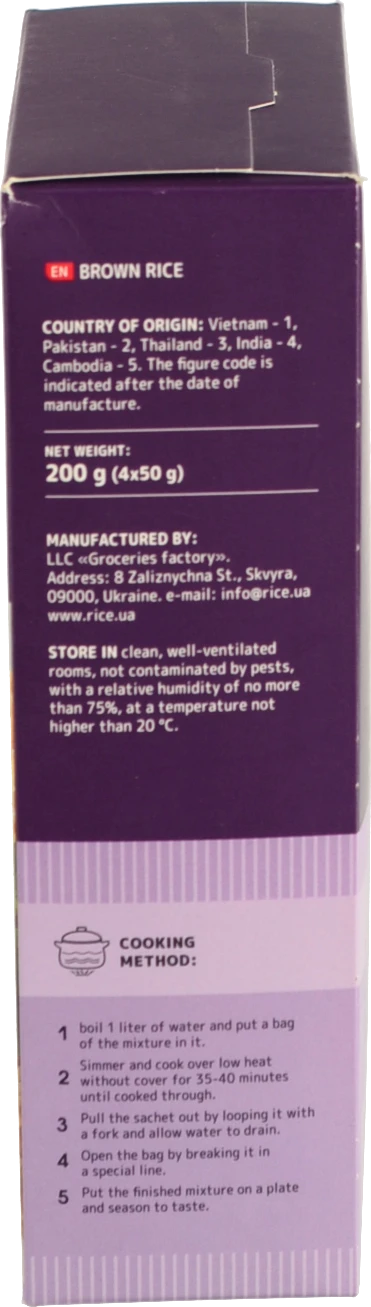 EN BROWN RICE
COUNTRY OF ORIGIN: Vietnam - 1,
Pakistan - 2, Thailand - 3, India - 4,
Cambodia - 5. The figure code is
indicated after the date of
manufacture.
NET WEIGHT:
200 g (4x50 g)
MANUFACTURED BY:
LLC «Groceries factory».
Address: 8 Zaliznychna St., Skvyra,
09000, Ukraine. e-mail: info@rice.ua
www.rice.ua
STORE IN clean, well-ventilated
rooms, not contaminated by pests,
with a relative humidity of no more
than 75%, at a temperature not
higher than 20 °C.
COOKING
METHOD:
1 boil 1 liter of water and put a bag
of the mixture in it.
2 Simmer and cook over low heat
without cover for 35-40 minutes
until cooked through.
3 Pull the sachet out by looping it with
a fork and allow water to drain.
4 Open the bag by breaking it in
a special line.
5 Put the finished mixture on a plate
and season to taste.